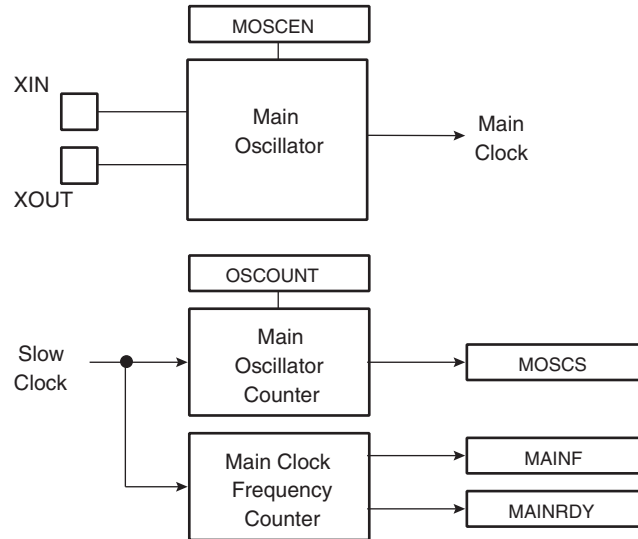 MOSCEN
XIN
Main
Oscillator
Main
Clock
XOUT
OSCOUNT
Slow
Clock
Main
Oscillator
Counter
MOSCS
Main Clock
Frequency
Counter
MAINF
MAINRDY